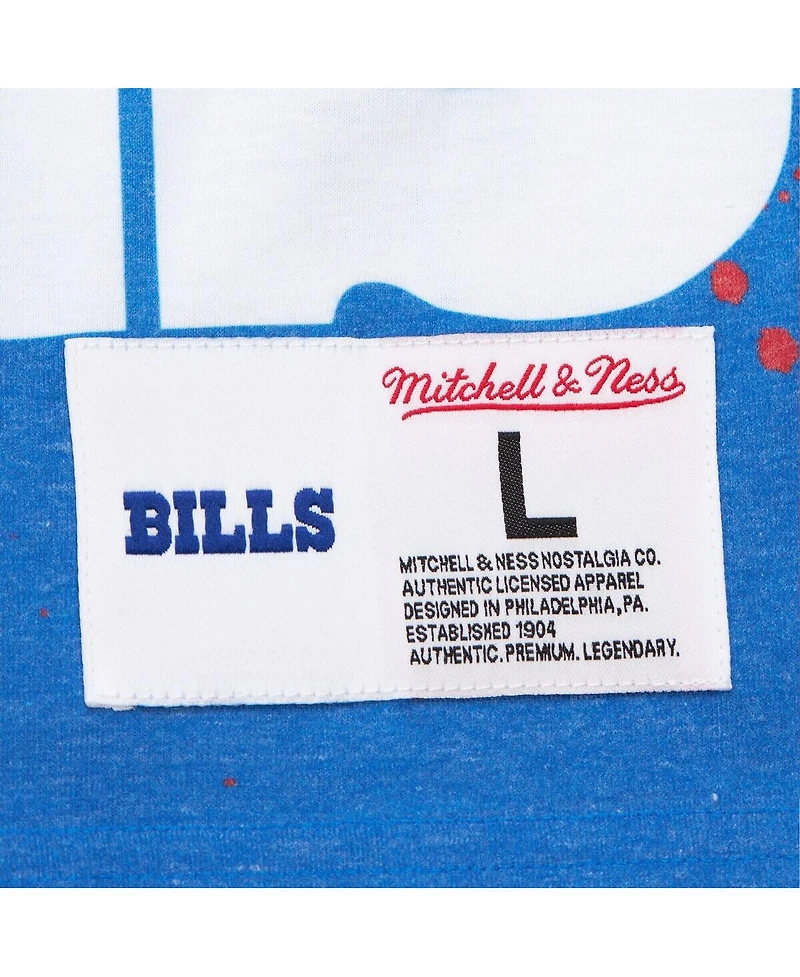 BILLS
Mitchell & Ness
L
MITCHELL & NESS NOSTALGIA CO.
AUTHENTIC LICENSED APPAREL
DESIGNED IN PHILADELPHIA, PA.
ESTABLISHED 1904
AUTHENTIC. PREMIUM. LEGENDARY.